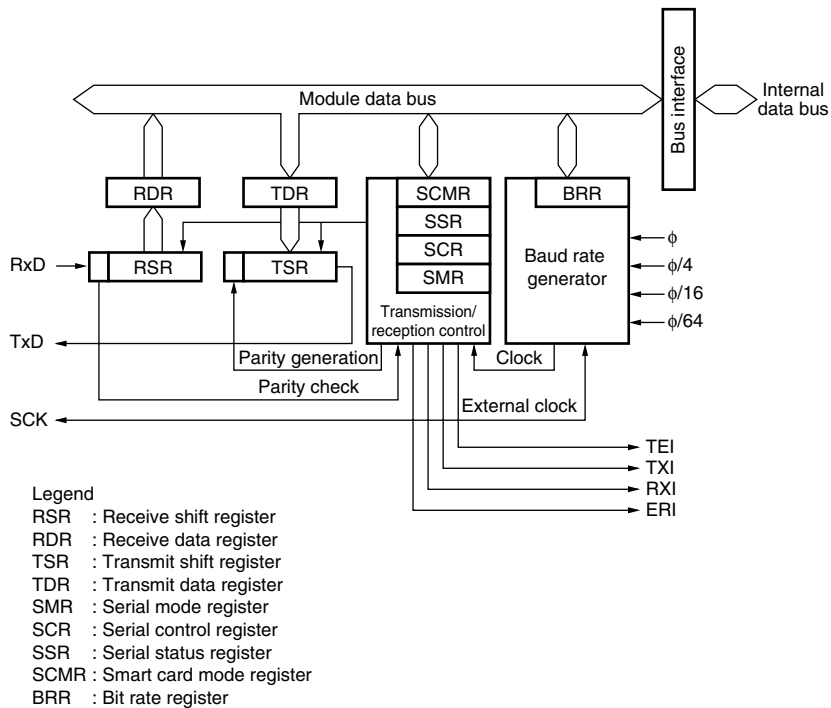 Module data bus
Bus interface
Internal
data bus
RDR
TDR
SCMR
SSR
SCR
SMR
BRR
Baud rate
generator
RxD
RSR
TSR
Transmission/
reception control
ϕ
ϕ/4
ϕ/16
ϕ/64
TxD
Parity generation
Clock
Parity check
SCK
External clock
TEI
TXI
RXI
ERI
Legend
RSR : Receive shift register
RDR : Receive data register
TSR : Transmit shift register
TDR : Transmit data register
SMR : Serial mode register
SCR : Serial control register
SSR : Serial status register
SCMR : Smart card mode register
BRR : Bit rate register